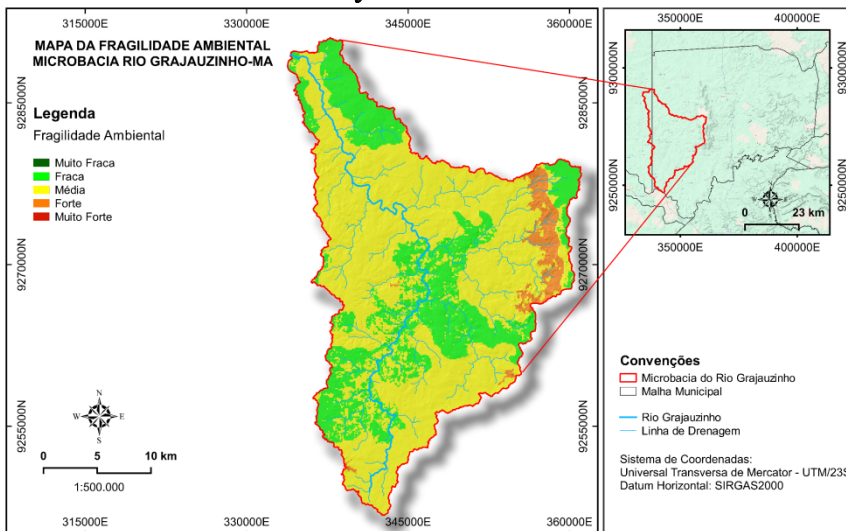 315000E 330000E 345000E 360000E
MAPA DA FRAGILIDADE AMBIENTAL
MICROBACIA RIO GRAJAUZINHO-MA
Legenda
Fragilidade Ambiental
Muito Fraca
Fraca
Média
Forte
Muito Forte
9285000N
9270000N
9255000N
N
W E
S
0 5 10 km
1:500.000
9285000N
9270000N
9255000N
315000E 330000E 345000E 360000E
350000E 400000E
9300000N
9250000N
9300000N
9250000N
0 23 km
350000E 400000E
Convenções
Microbacia do Rio Grajauzinho
Malha Municipal
Rio Grajauzinho
Linha de Drenagem
Sistema de Coordenadas:
Universal Transversa de Mercator - UTM/23S
Datum Horizontal: SIRGAS2000